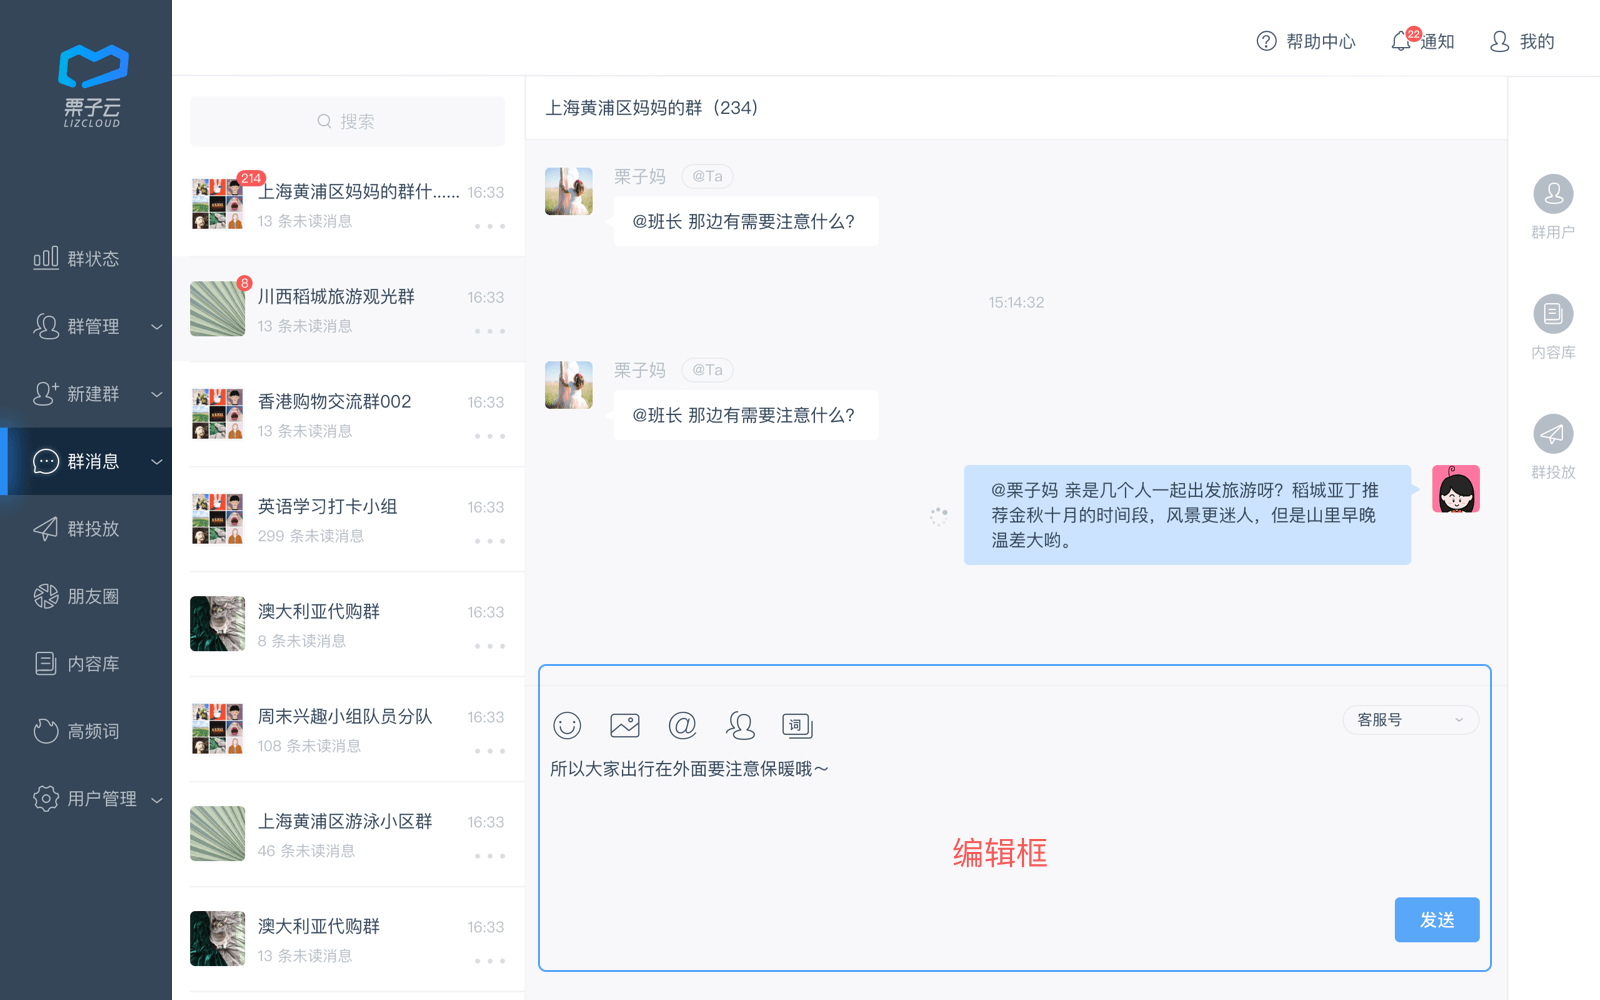 栗子云
LIZCLOUD
帮助中心
22
通知
我的
群状态
群管理
新建群
群消息
群投放
朋友圈
内容库
高频词
用户管理
搜索
214
上海黄浦区妈妈的群什......
16:33
13 条未读消息
8
川西稻城旅游观光群
16:33
13 条未读消息
香港购物交流群002
16:33
13 条未读消息
英语学习打卡小组
16:33
299 条未读消息
澳大利亚代购群
16:33
8 条未读消息
周末兴趣小组队员分队
16:33
108 条未读消息
上海黄浦区游泳小区群
16:33
46 条未读消息
澳大利亚代购群
16:33
13 条未读消息
上海黄浦区妈妈的群（234）
栗子妈
@Ta
@班长 那边有需要注意什么？
15:14:32
栗子妈
@Ta
@班长 那边有需要注意什么？
@栗子妈 亲是几个人一起出发旅游呀？稻城亚丁推
荐金秋十月的时间段，风景更迷人，但是山里早晚
温差大哟。
@
词
客服号
所以大家出行在外面要注意保暖哦～
编辑框
发送
群用户
内容库
群投放